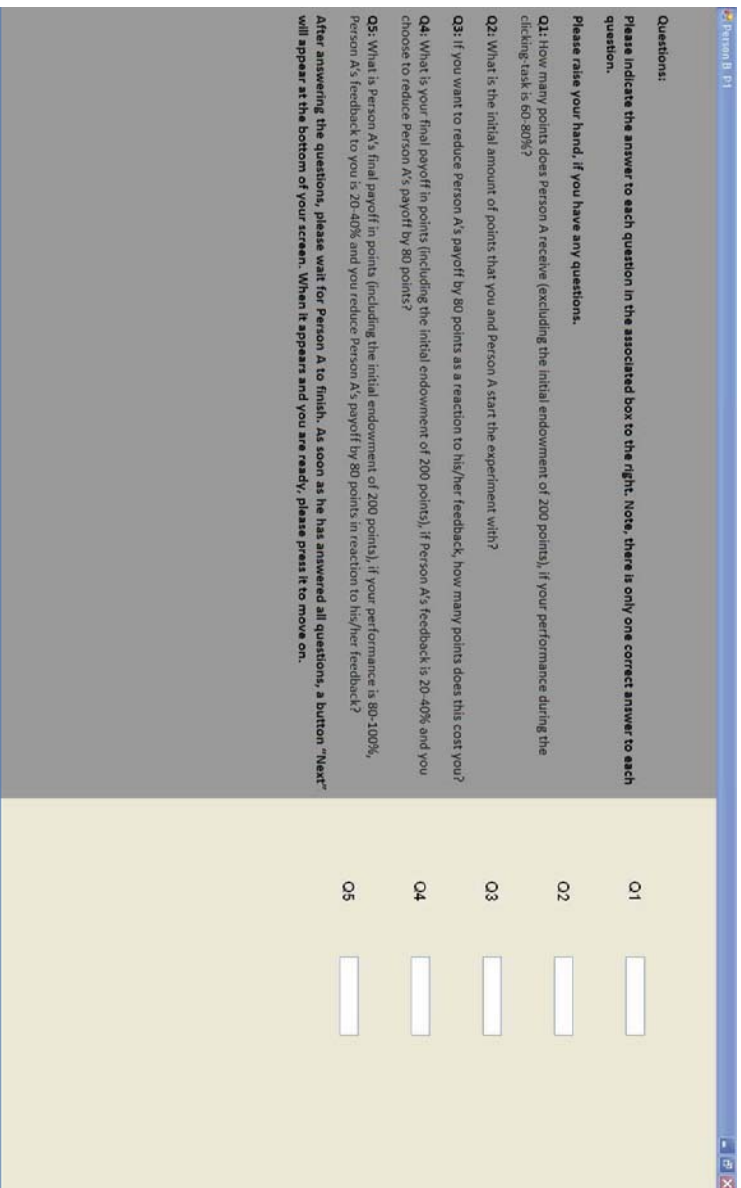 Person B P1
Questions:
Please indicate the answer to each question in the associated box to the right. Note, there is only one correct answer to each
question.
Please raise your hand, if you have any questions.
Q1: How many points does Person A receive (excluding the initial endowment of 200 points), if your performance during the
clicking-task is 60-80%?
Q2: What is the initial amount of points that you and Person A start the experiment with?
Q3: If you want to reduce Person A's payoff by 80 points as a reaction to his/her feedback, how many points does this cost you?
Q4: What is your final payoff in points (including the initial endowment of 200 points), if Person A's feedback is 20-40% and you
choose to reduce Person A's payoff by 80 points?
Q5: What is Person A's final payoff in points (including the initial endowment of 200 points), if your performance is 80-100%,
Person A's feedback to you is 20-40% and you reduce Person A's payoff by 80 points in reaction to his/her feedback?
After answering the questions, please wait for Person A to finish. As soon as he has answered all questions, a button "Next"
will appear at the bottom of your screen. When it appears and you are ready, please press it to move on.
Q1
Q2
Q3
Q4
Q5